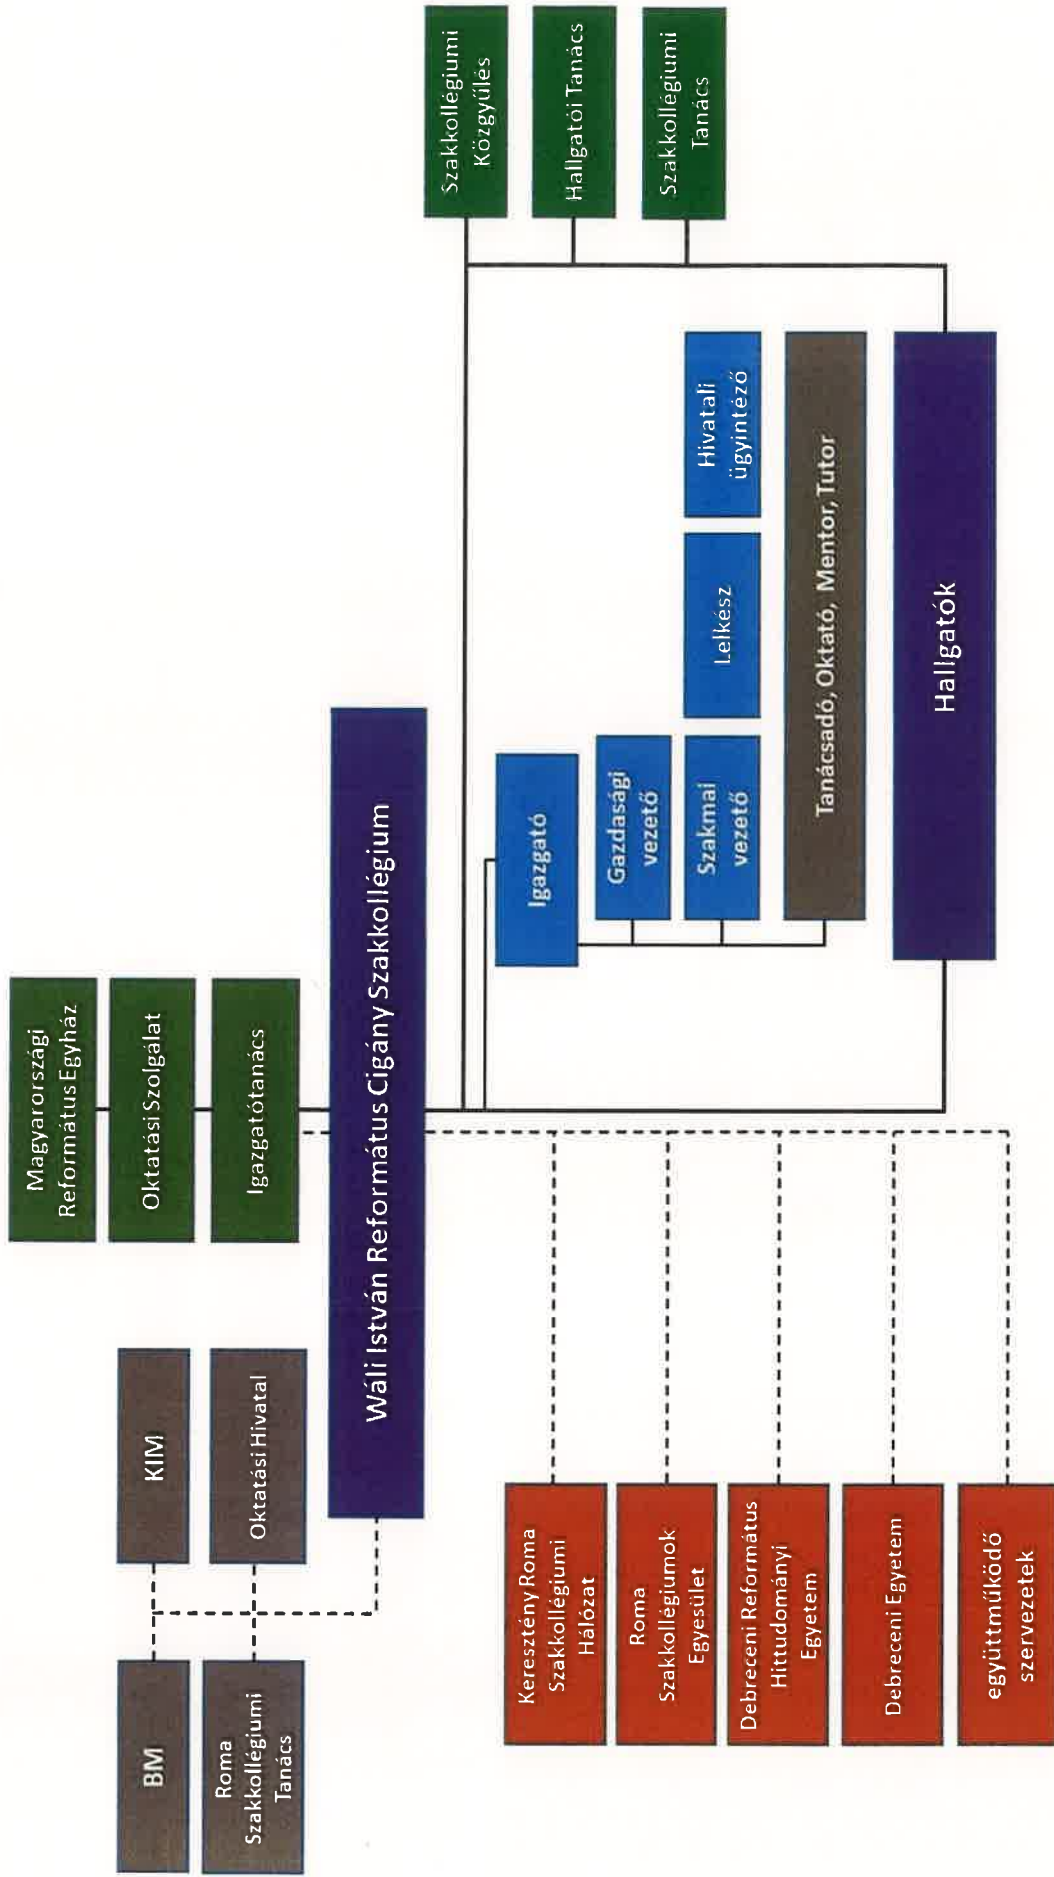 Magyarországi
Református Egyház
Oktatási Szolgálat
Igazgatótanács
BM
KIM
Roma
Szakkollégiumi
Tanács
Oktatási Hivatal
Wáli István Református Cigány Szakkollégium
Szakkollégiumi
Közgyűlés
Hallgatói Tanács
Szakkollégiumi
Tanács
Igazgató
Gazdasági
vezető
Szakmai
vezető
Lelkész
Hivatali
ügyintéző
Tanácsadó, Oktató, Mentor, Tutor
Hallgatók
Keresztény Roma
Szakkollégiumi
Hálózat
Roma
Szakkollégiumok
Egyesület
Debreceni Református
Hittudományi
Egyetem
Debreceni Egyetem
együttműködő
szervezetek